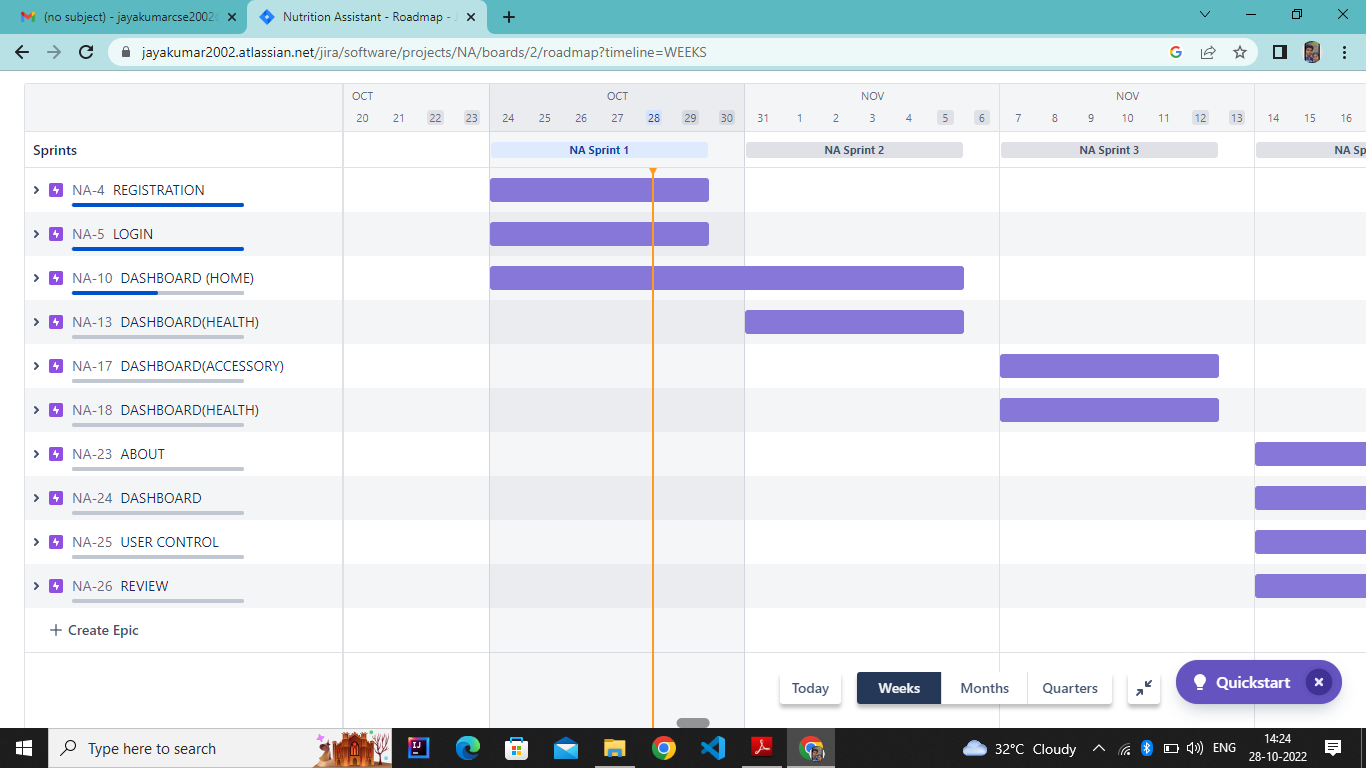 (no subject) - jayakumarcse2002
Nutrition Assistant - Roadmap -
jayakumar2002.atlassian.net/jira/software/projects/NA/boards/2/roadmap?timeline=WEEKS
OCT OCT NOV NOV
20 21 22 23 24 25 26 27 28 29 30 31 1 2 3 4 5 6 7 8 9 10 11 12 13 14 15 16
Sprints NA Sprint 1 NA Sprint 2 NA Sprint 3 NA Sp
NA-4 REGISTRATION
NA-5 LOGIN
NA-10 DASHBOARD (HOME)
NA-13 DASHBOARD(HEALTH)
NA-17 DASHBOARD(ACCESSORY)
NA-18 DASHBOARD(HEALTH)
NA-23 ABOUT
NA-24 DASHBOARD
NA-25 USER CONTROL
NA-26 REVIEW
+ Create Epic
Today Weeks Months Quarters Quickstart
Type here to search
32°C Cloudy ENG 14:24
28-10-2022